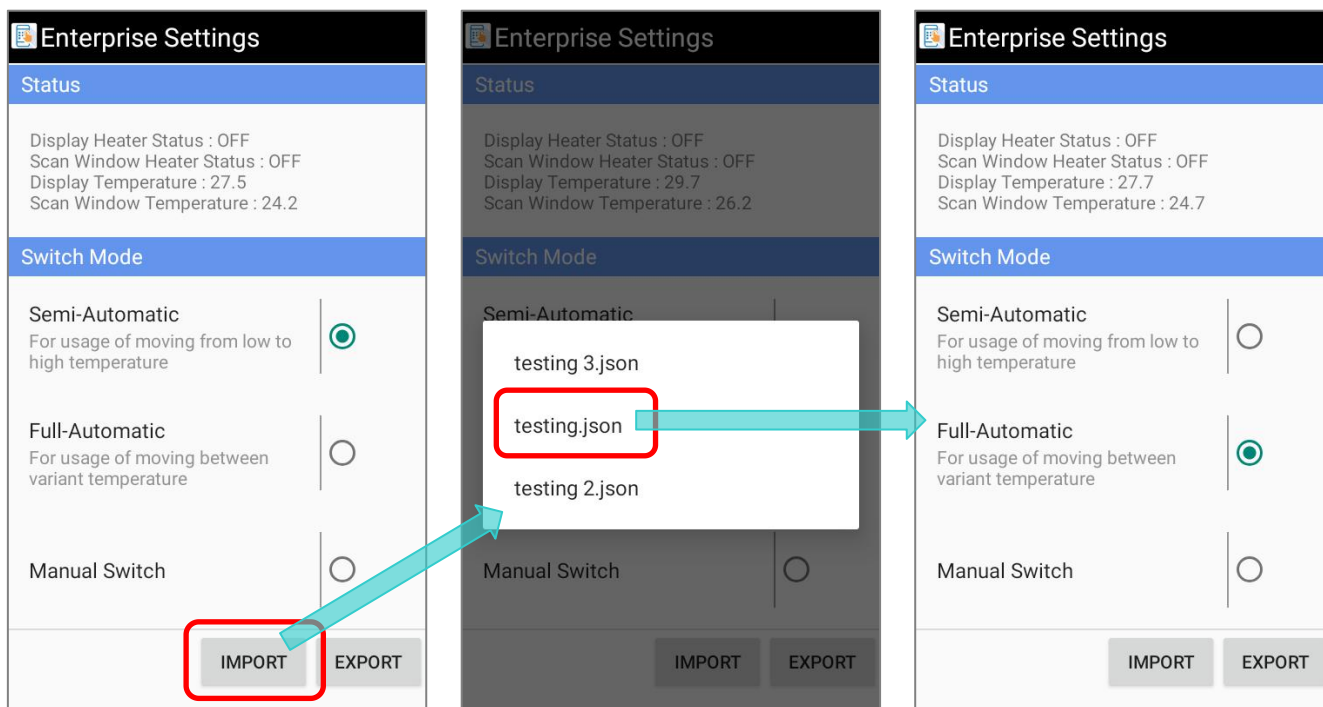 Enterprise Settings
Status
Display Heater Status : OFF
Scan Window Heater Status : OFF
Display Temperature : 27.5
Scan Window Temperature : 24.2
Switch Mode
Semi-Automatic
For usage of moving from low to
high temperature
Full-Automatic
For usage of moving between
variant temperature
Manual Switch
IMPORT
EXPORT
Enterprise Settings
Status
Display Heater Status : OFF
Scan Window Heater Status : OFF
Display Temperature : 29.7
Scan Window Temperature : 26.2
Switch Mode
Semi-Automatic
testing 3.json
testing.json
testing 2.json
Manual Switch
IMPORT
EXPORT
Enterprise Settings
Status
Display Heater Status : OFF
Scan Window Heater Status : OFF
Display Temperature : 27.7
Scan Window Temperature : 24.7
Switch Mode
Semi-Automatic
For usage of moving from low to
high temperature
Full-Automatic
For usage of moving between
variant temperature
Manual Switch
IMPORT
EXPORT